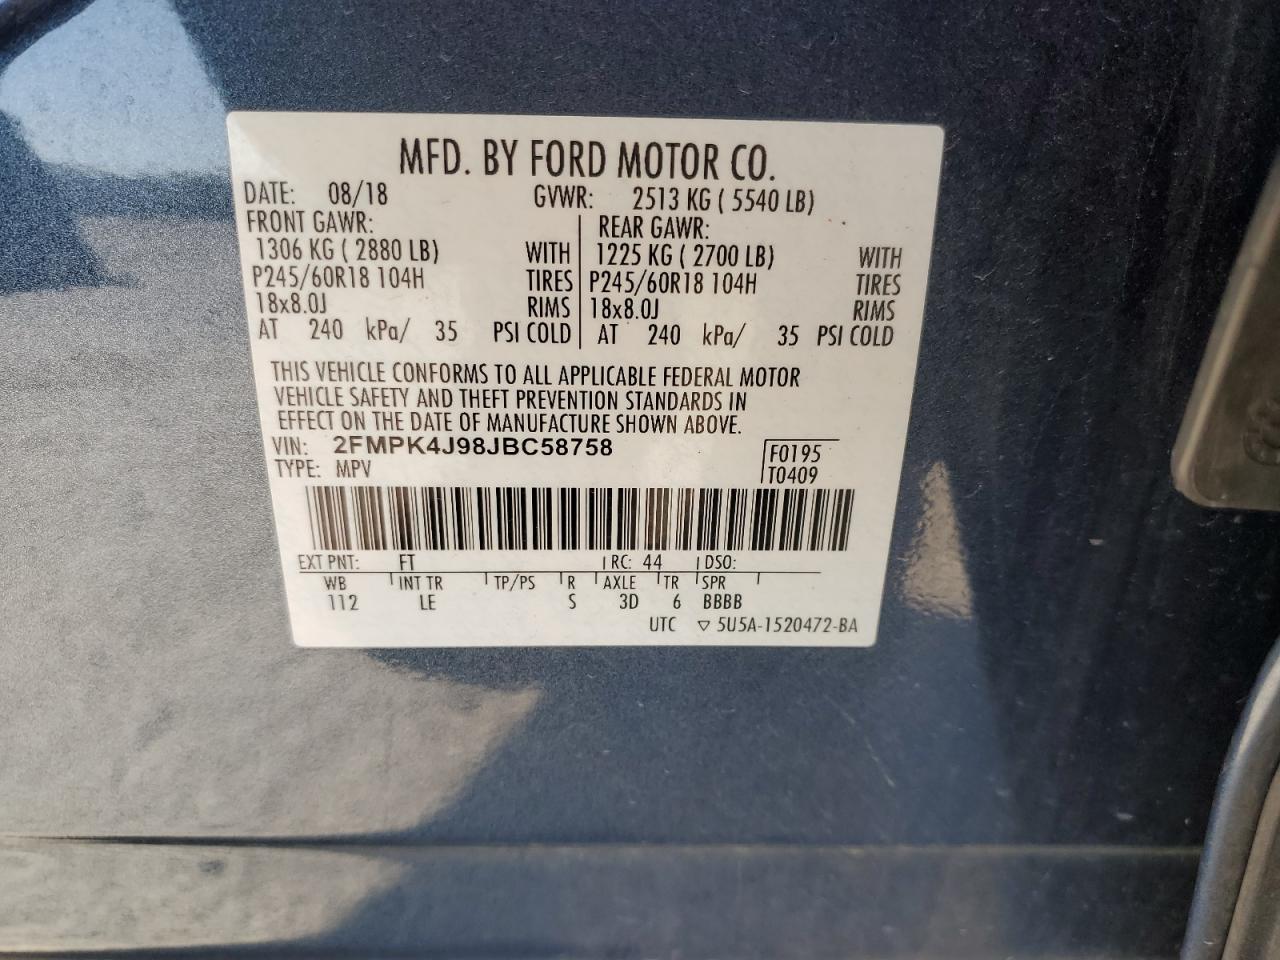 MFD. BY FORD MOTOR CO.
DATE: 08/18 GVWR: 2513 KG ( 5540 LB)
FRONT GAWR: REAR GAWR:
1306 KG ( 2880 LB) WITH 1225 KG ( 2700 LB) WITH
P245/60R18 104H TIRES P245/60R18 104H TIRES
18x8.0J RIMS 18x8.0J RIMS
AT 240 kPa/ 35 PSI COLD AT 240 kPa/ 35 PSI COLD
THIS VEHICLE CONFORMS TO ALL APPLICABLE FEDERAL MOTOR
VEHICLE SAFETY AND THEFT PREVENTION STANDARDS IN
EFFECT ON THE DATE OF MANUFACTURE SHOWN ABOVE.
VIN: 2FMPK4J98JBC58758 F0195
TYPE: MPV T0409
EXT PNT: FT RC: 44 DSO:
WB INT TR TP/PS R AXLE TR SPR
112 LE S 3D 6 BBBB
UTC ▽ 5U5A-1520472-BA